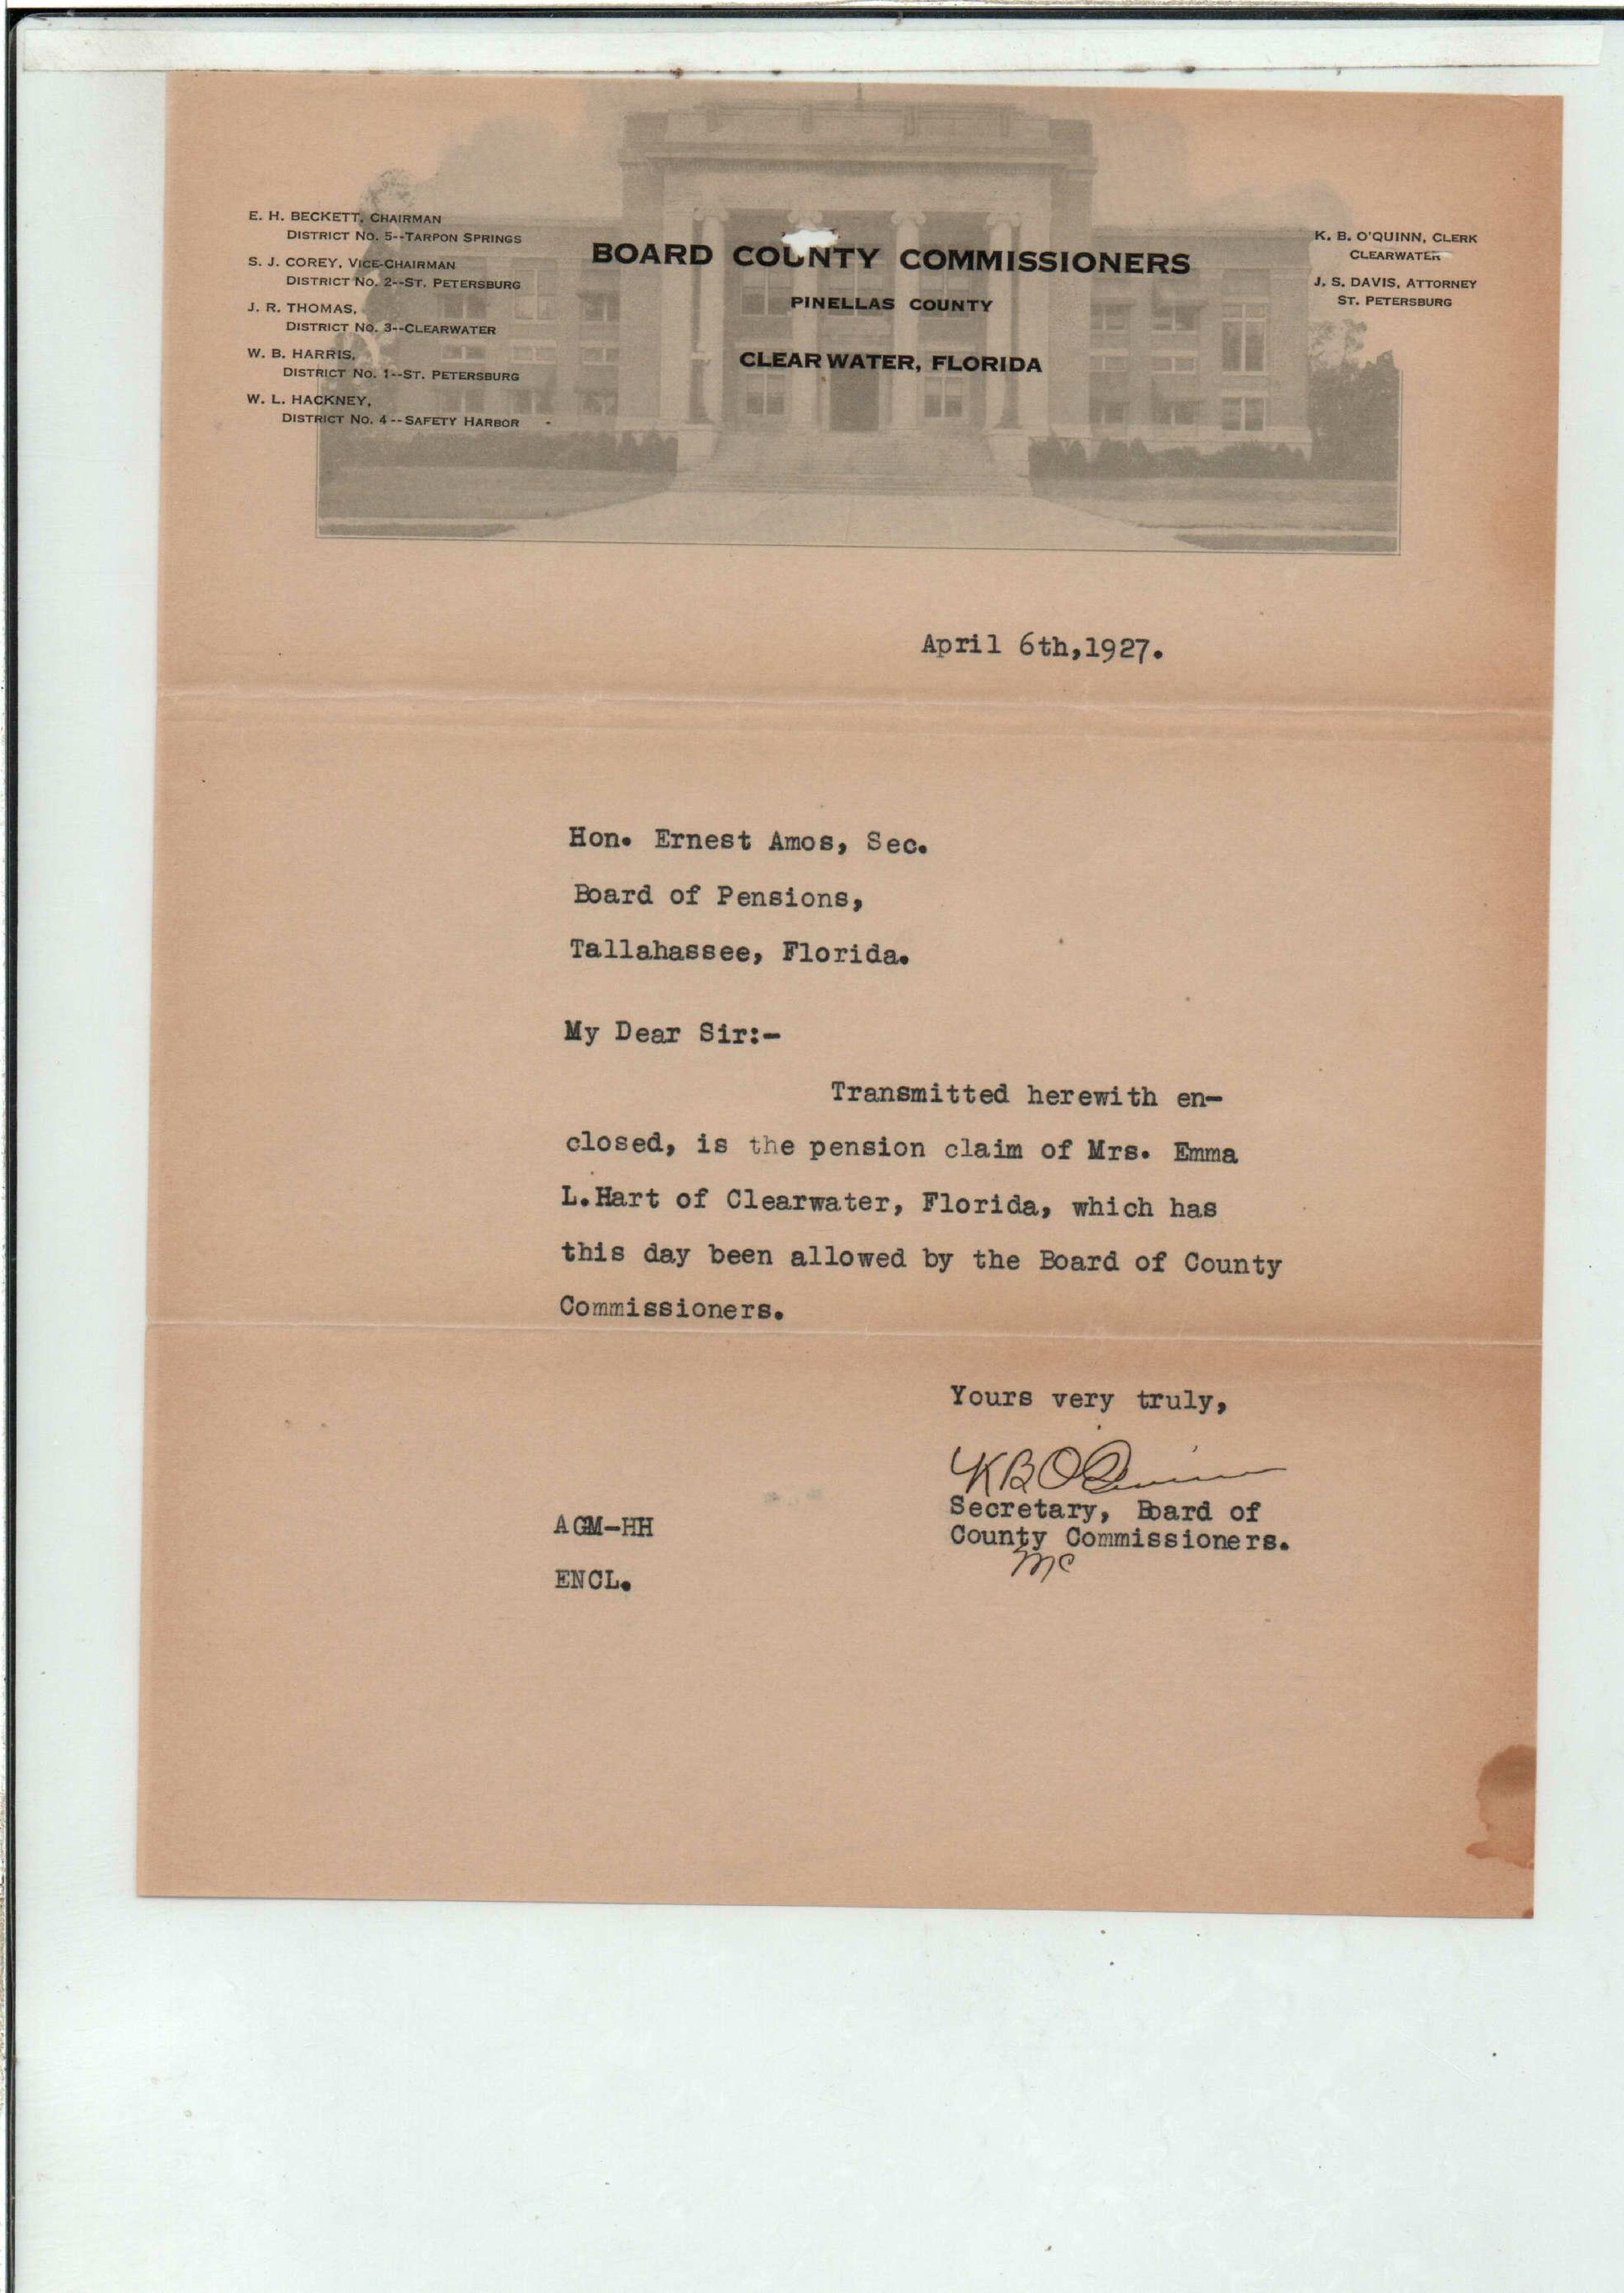 E. H. BECKETT, CHAIRMAN
DISTRICT NO. 5--TARPON SPRINGS
S. J. COREY, VICE-CHAIRMAN
DISTRICT NO. 2--ST. PETERSBURG
J. R. THOMAS,
DISTRICT NO. 3--CLEARWATER
W. B. HARRIS,
DISTRICT NO. 1--ST. PETERSBURG
W. L. HACKNEY,
DISTRICT NO. 4--SAFETY HARBOR
BOARD COUNTY COMMISSIONERS
PINELLAS COUNTY
CLEARWATER, FLORIDA
K. B. O'QUINN, CLERK
CLEARWATER
J. S. DAVIS, ATTORNEY
ST. PETERSBURG
April 6th,1927.
Hon. Ernest Amos, Sec.
Board of Pensions,
Tallahassee, Florida.
My Dear Sir:-
Transmitted herewith en-
closed, is the pension claim of Mrs. Emma
L.Hart of Clearwater, Florida, which has
this day been allowed by the Board of County
Commissioners.
Yours very truly,
K B O'Quinn
Secretary, Board of
County Commissioners.
Mc
AGM-HH
ENCL.